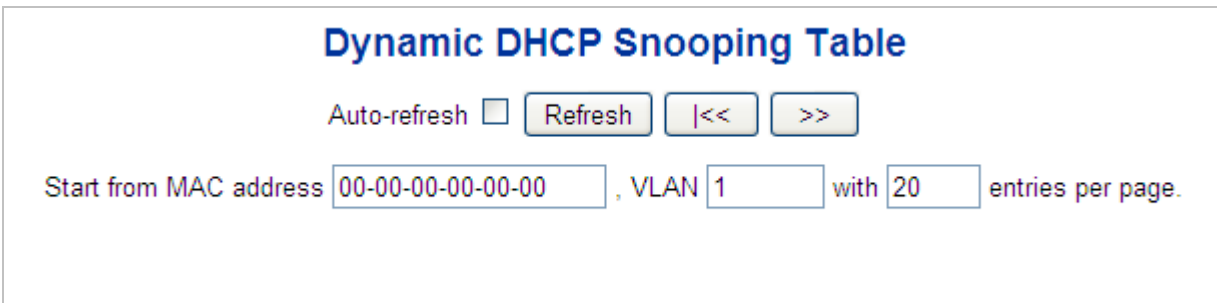 Dynamic DHCP Snooping Table
Auto-refresh Refresh |<< >>
Start from MAC address 00-00-00-00-00-00 , VLAN 1 with 20 entries per page.